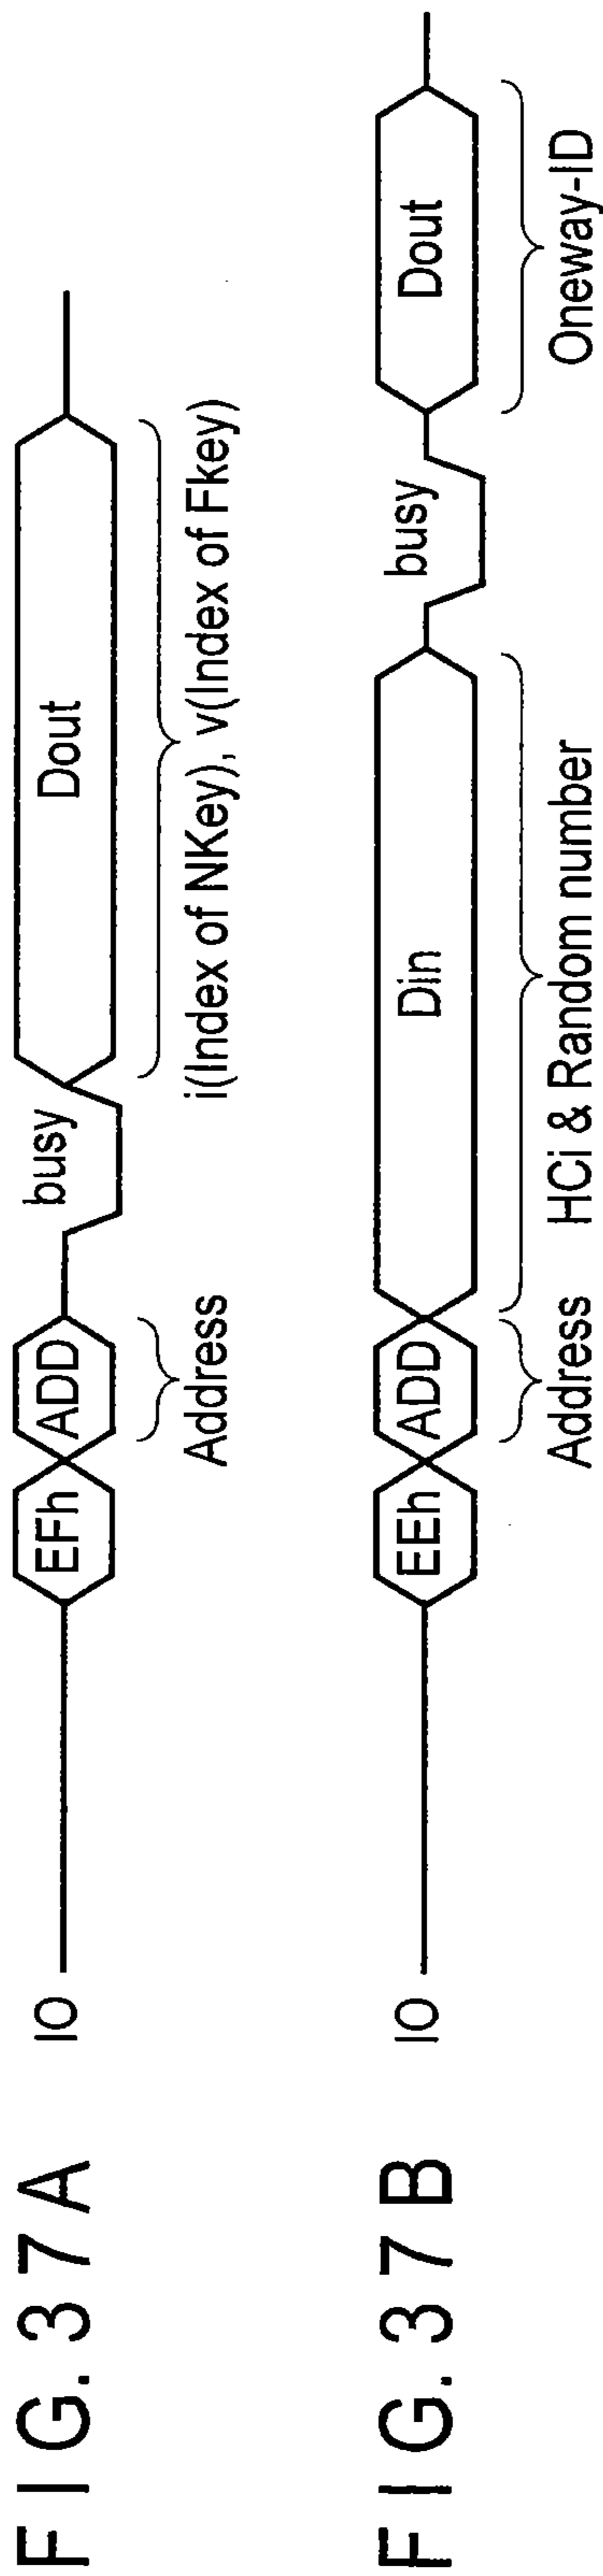 FIG. 37A
IO
EFh
ADD
busy
Dout
Address
i(Index of NKey), v(Index of Fkey)
FIG. 37B
IO
EEh
ADD
Din
busy
Dout
Address
HCi & Random number
Oneway-ID